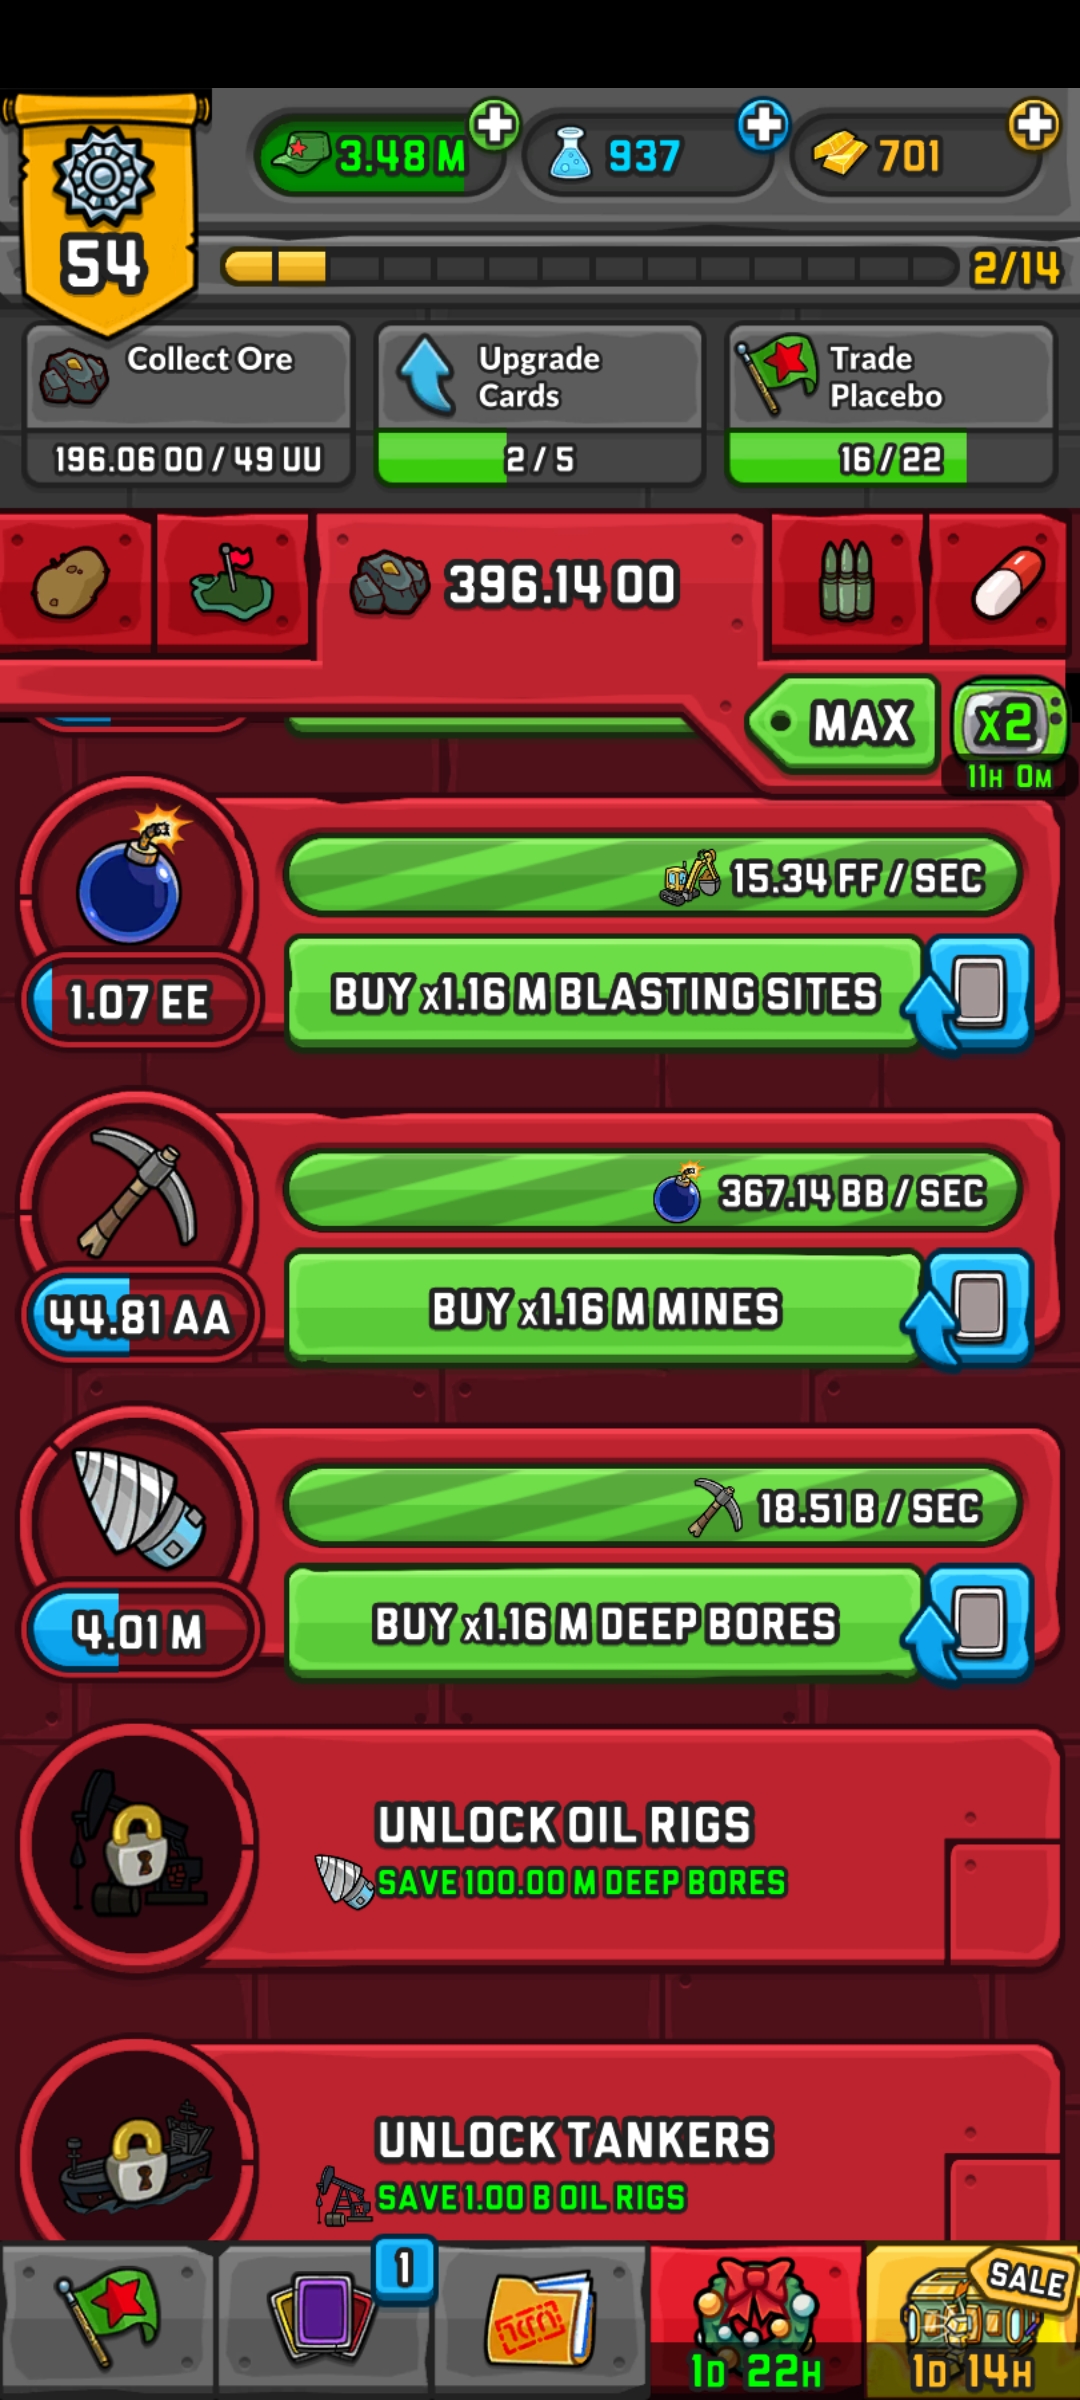 3.48 M
937
701
54
2/14
Collect Ore
196.06 OO / 49 UU
Upgrade
Cards
2 / 5
Trade
Placebo
16 / 22
396.14 OO
MAX
x2
11H 0M
15.34 FF / SEC
1.07 EE
BUY x1.16 M BLASTING SITES
367.14 BB / SEC
44.81 AA
BUY x1.16 M MINES
18.51 B / SEC
4.01 M
BUY x1.16 M DEEP BORES
UNLOCK OIL RIGS
SAVE 100.00 M DEEP BORES
UNLOCK TANKERS
SAVE 1.00 B OIL RIGS
1
SALE
1D 22H
1D 14H